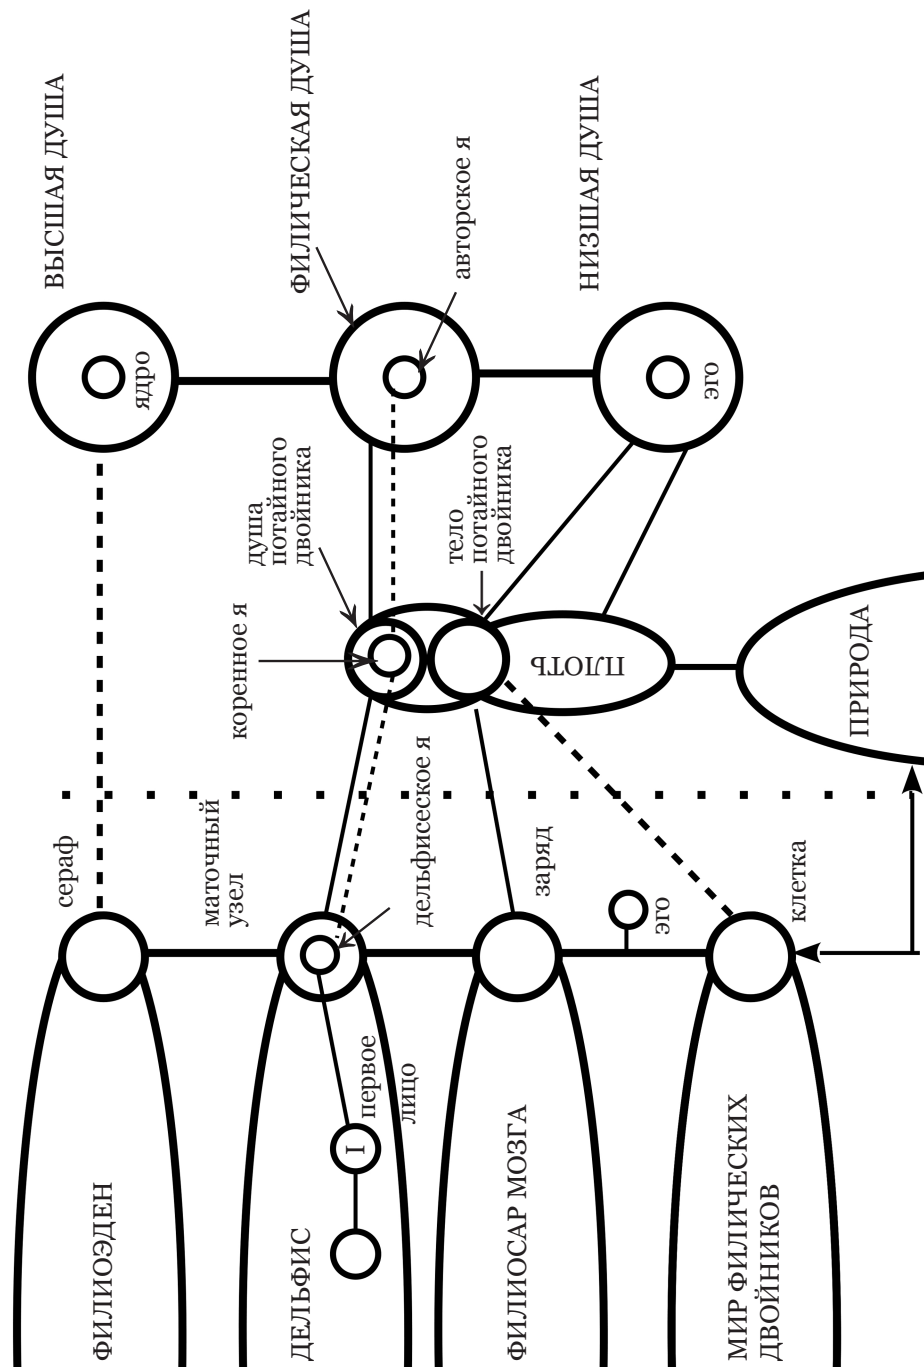 ВЫСШАЯ ДУША
ФИЛИЧЕСКАЯ ДУША
НИЗШАЯ ДУША
авторское я
ядро
эго
душа
потайного
двойника
тело
потайного
двойника
коренное я
ПЛОТЬ
ПРИРОДА
сераф
маточный
узел
дельфисеское я
заряд
эго
клетка
первое
лицо
I
ФИЛИОЭДЕН
ДЕЛЬФИС
ФИЛИОСАР МОЗГА
МИР ФИЛИЧЕСКИХ
ДВОЙНИКОВ